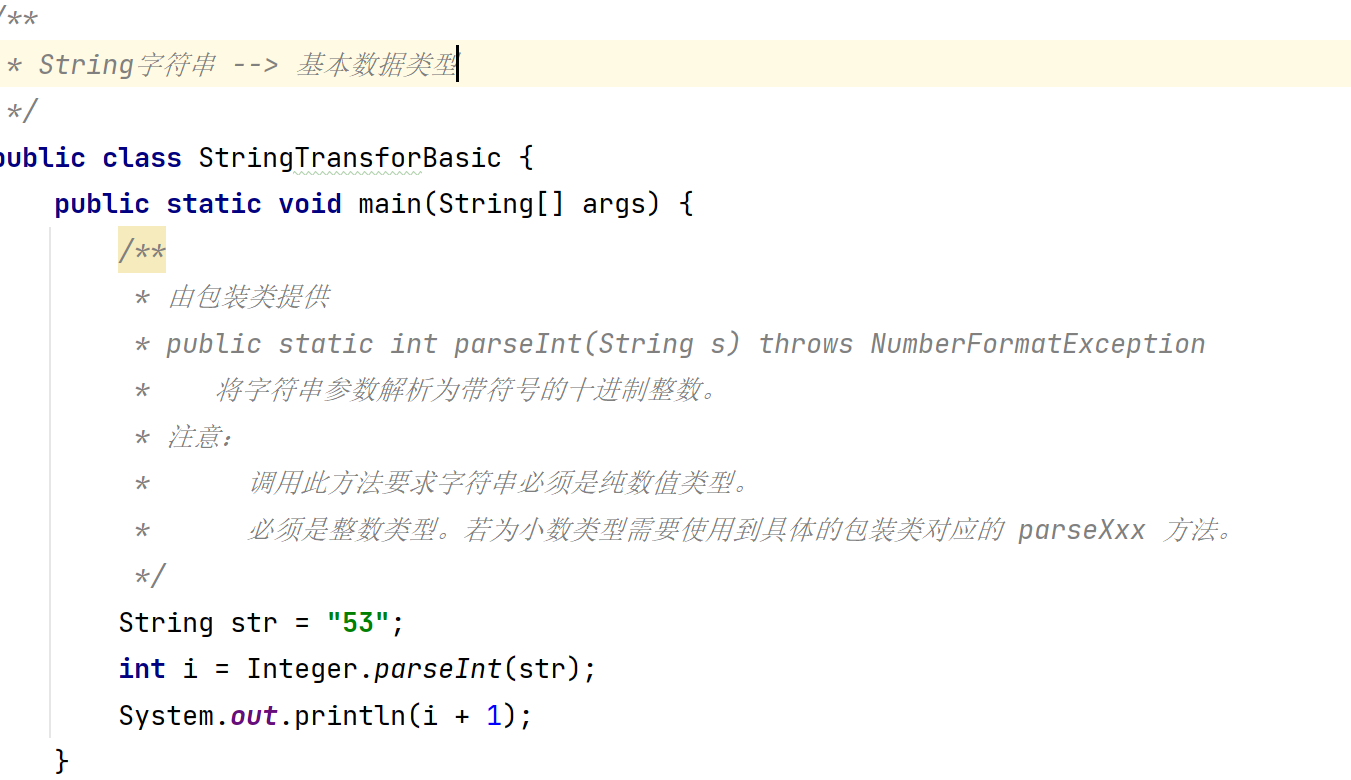 /**
* String字符串 --> 基本数据类型
*/
public class StringTransforBasic {
public static void main(String[] args) {
/**
* 由包装类提供
* public static int parseInt(String s) throws NumberFormatException
* 将字符串参数解析为带符号的十进制整数。
* 注意：
* 调用此方法要求字符串必须是纯数值类型。
* 必须是整数类型。若为小数类型需要使用到具体的包装类对应的 parseXxx 方法。
*/
String str = "53";
int i = Integer.parseInt(str);
System.out.println(i + 1);
}